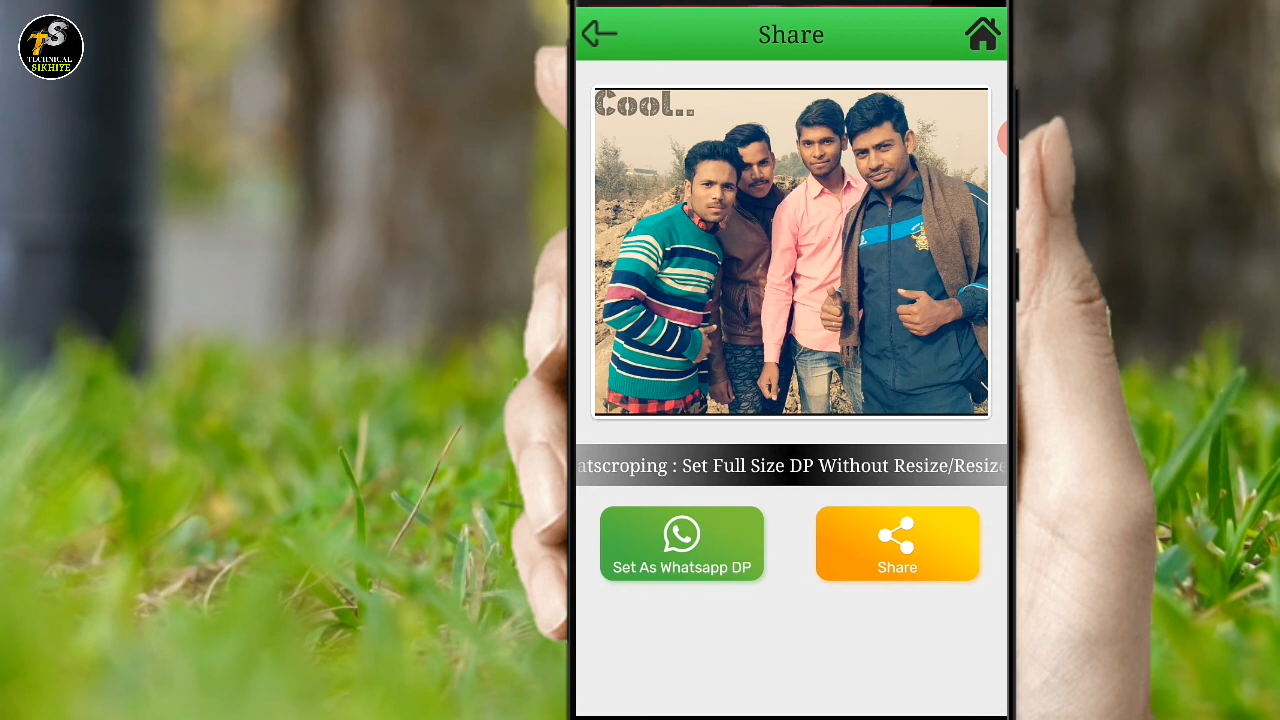 TS
TECHNICAL
SIKHIYE
Share
Cool..
atscroping : Set Full Size DP Without Resize/Resize
Set As Whatsapp DP
Share